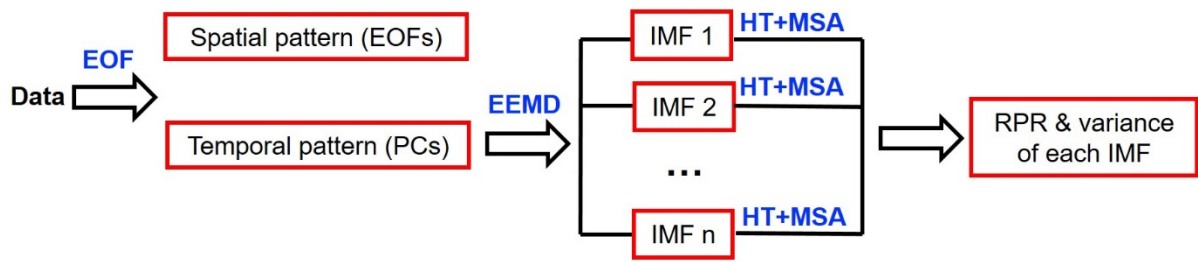 Data
EOF
Spatial pattern (EOFs)
Temporal pattern (PCs)
EEMD
IMF 1
HT+MSA
IMF 2
HT+MSA
...
IMF n
HT+MSA
RPR & variance
of each IMF